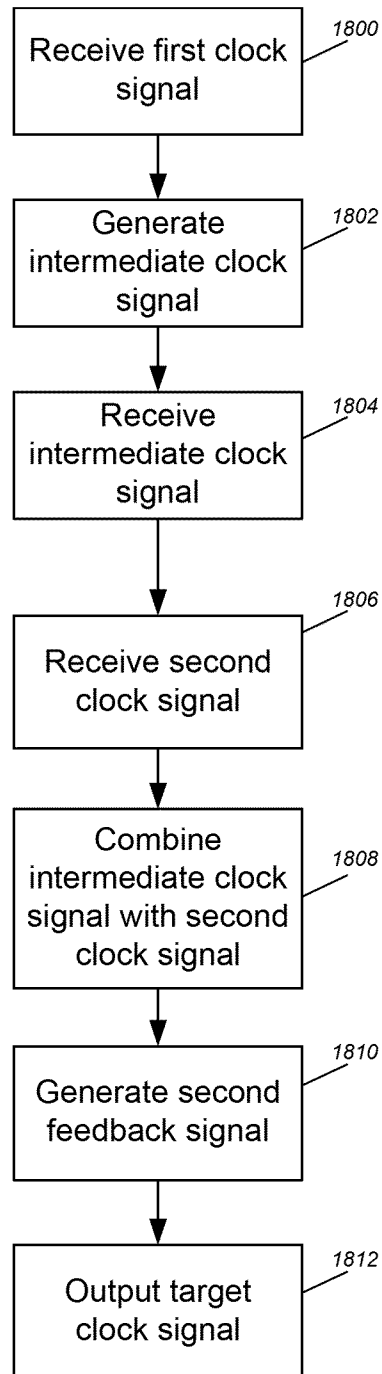 Receive first clock
signal
1800
Generate
intermediate clock
signal
1802
Receive
intermediate clock
signal
1804
Receive second
clock signal
1806
Combine
intermediate clock
signal with second
clock signal
1808
Generate second
feedback signal
1810
Output target
clock signal
1812